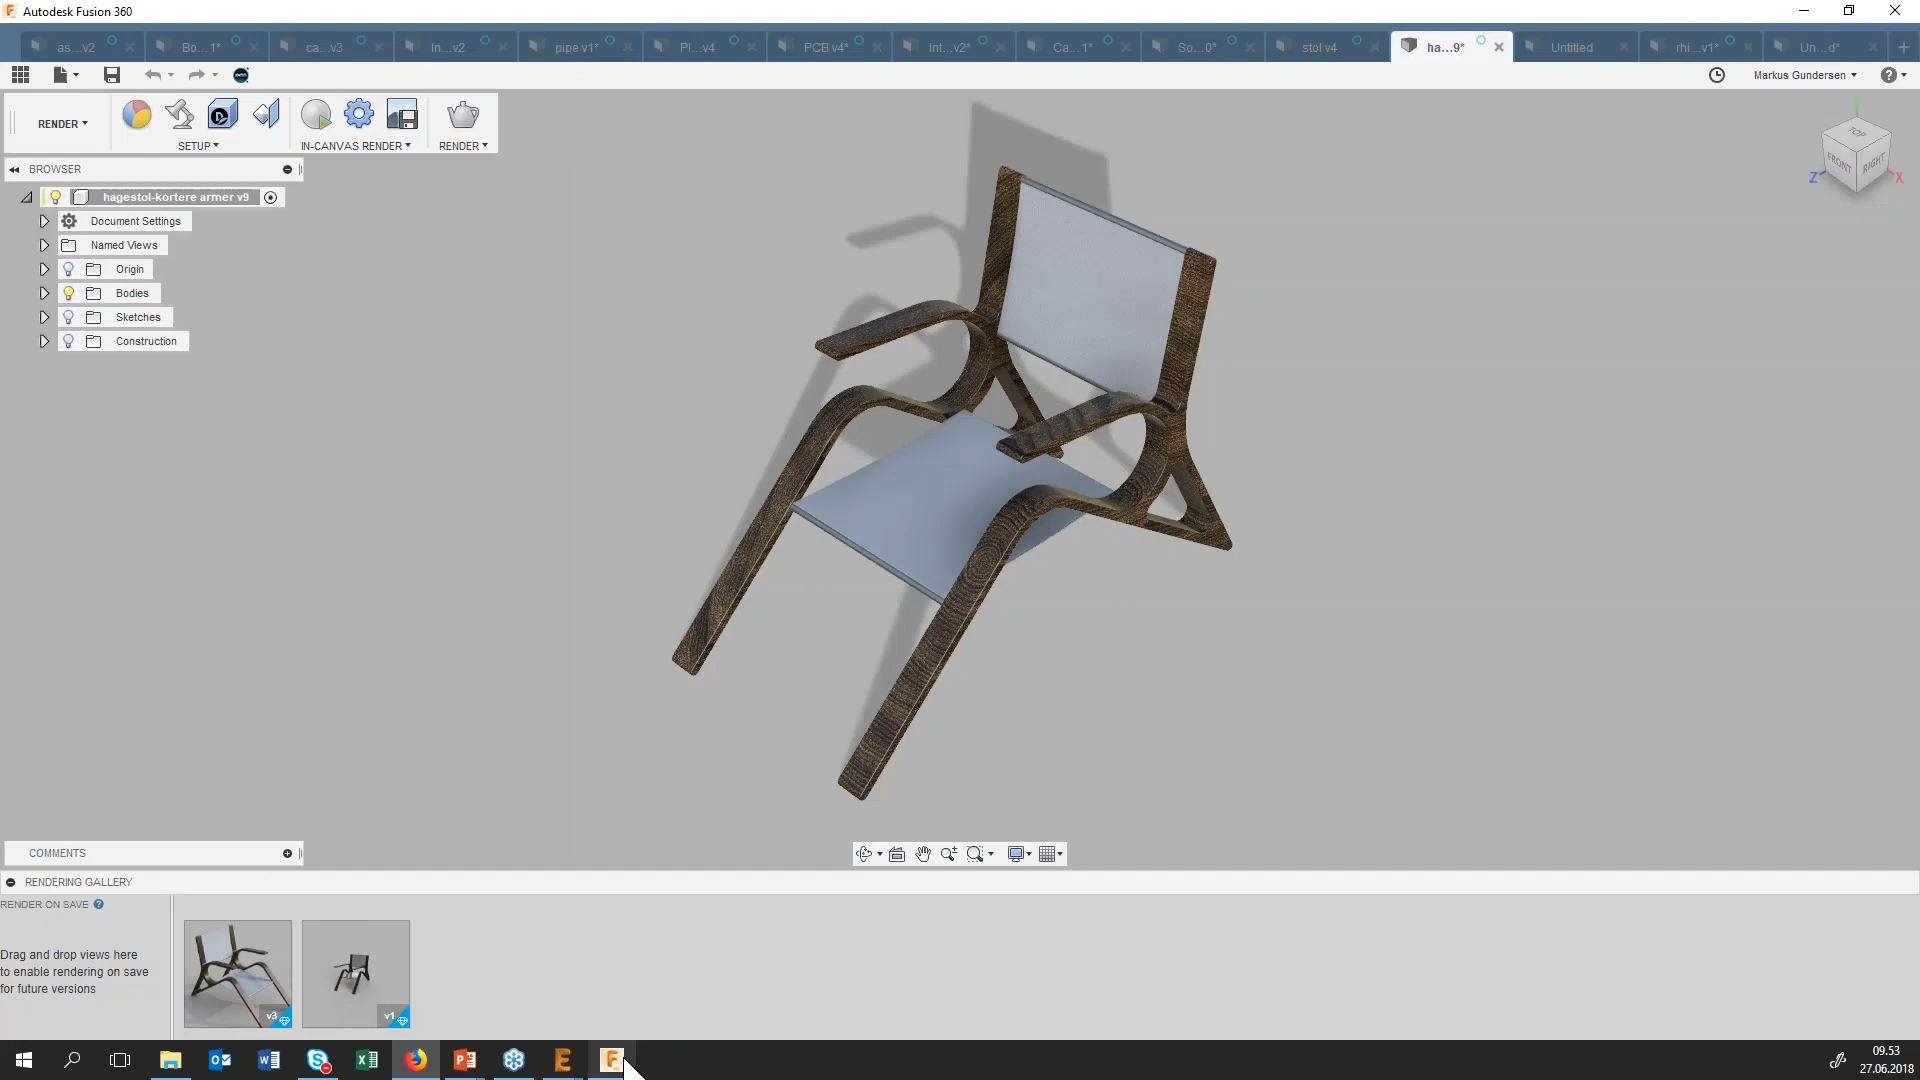 Autodesk Fusion 360
as...v2
Bo...1*
ca...v3
In...v2
pipe v1*
Pl...v4
PCB v4*
Int...v2*
Ca...1*
So...0*
stol v4
ha...9*
Untitled
rhi...v1*
Un...d*
Markus Gundersen
RENDER
SETUP
IN-CANVAS RENDER
RENDER
TOP
FRONT
RIGHT
Z
X
BROWSER
hagestol-kortere armer v9
Document Settings
Named Views
Origin
Bodies
Sketches
Construction
COMMENTS
RENDERING GALLERY
RENDER ON SAVE
Drag and drop views here
to enable rendering on save
for future versions
v3
v1
09.53
27.06.2018